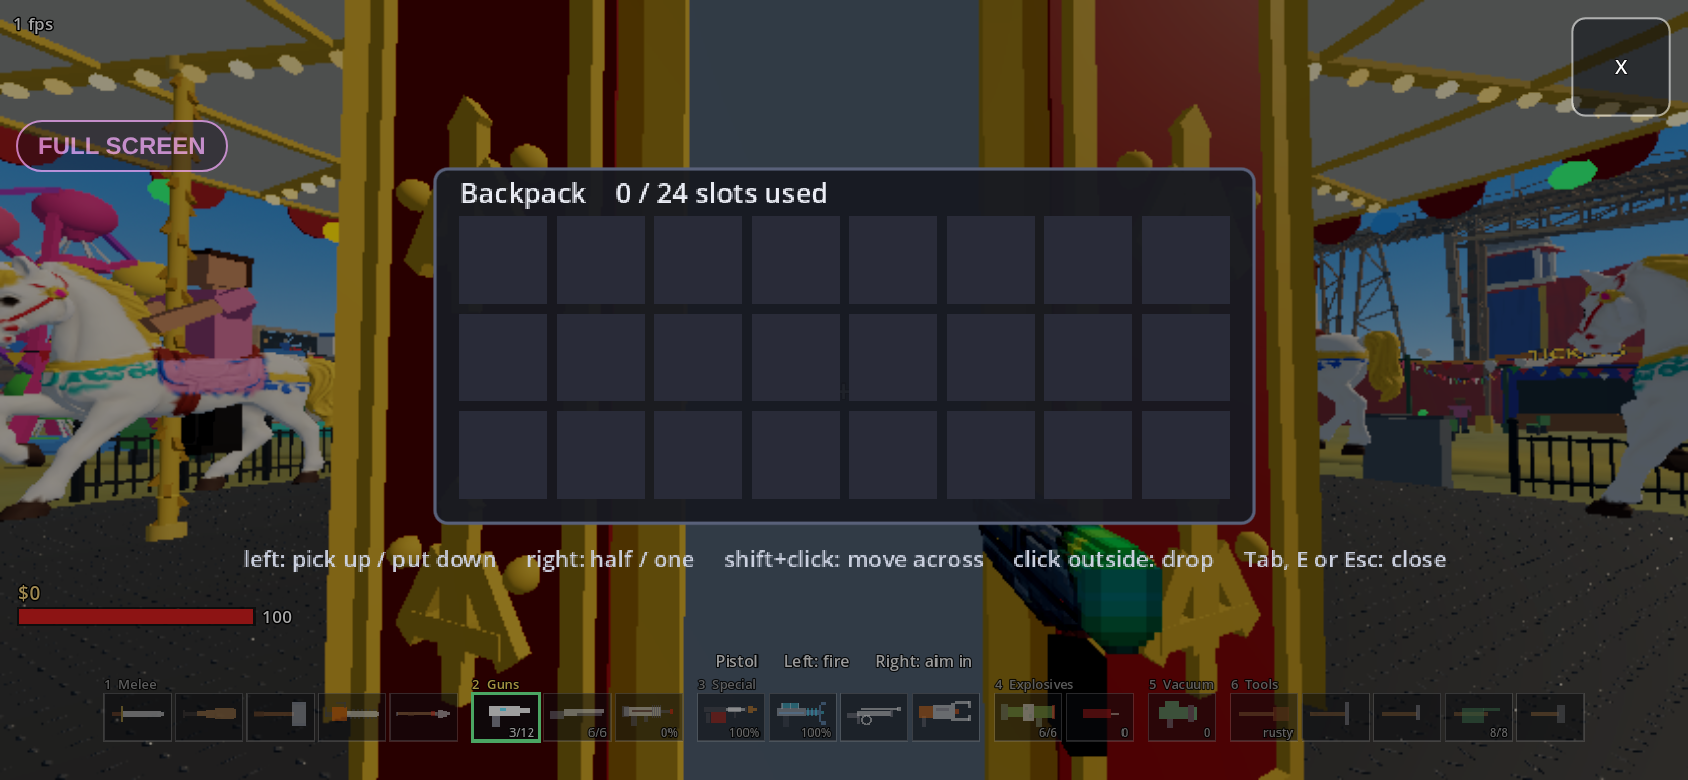 1 fps
X
FULL SCREEN
Backpack 0 / 24 slots used
TICK
left: pick up / put down right: half / one shift+click: move across click outside: drop Tab, E or Esc: close
$0
100
Pistol Left: fire Right: aim in
1 Melee 2 Guns 3 Special 4 Explosives 5 Vacuum 6 Tools
3/12 6/6 0% 100% 100% 6/6 0 0 rusty 8/8